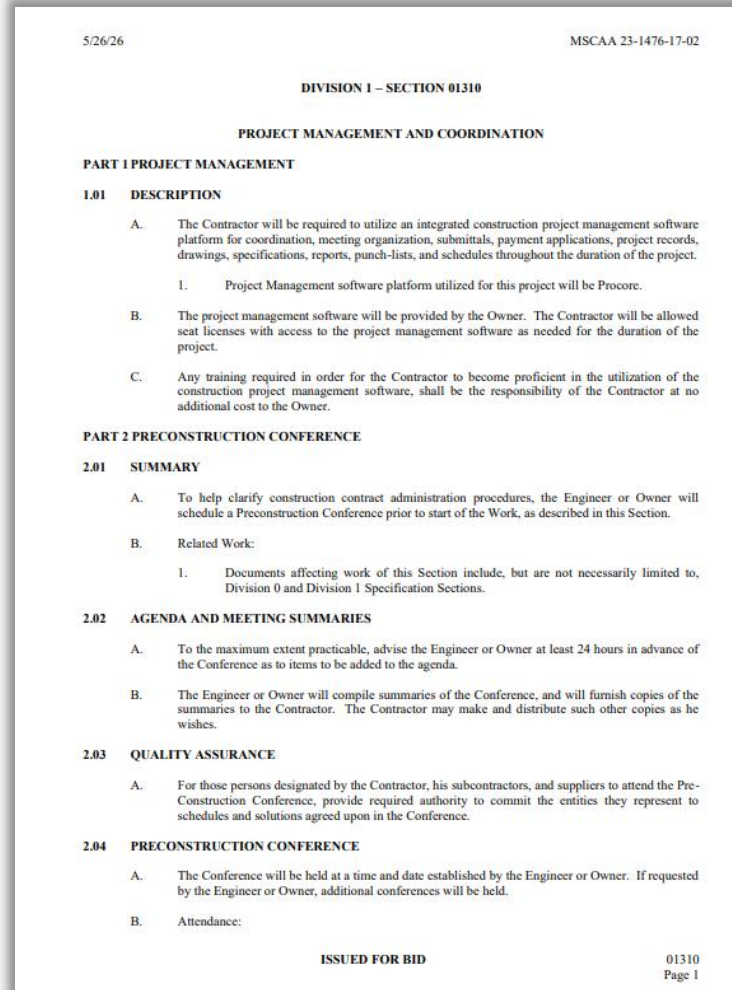 5/26/26 MSCAA 23-1476-17-02
DIVISION 1 – SECTION 01310
PROJECT MANAGEMENT AND COORDINATION
PART 1 PROJECT MANAGEMENT
1.01 DESCRIPTION
A. The Contractor will be required to utilize an integrated construction project management software
platform for coordination, meeting organization, submittals, payment applications, project records,
drawings, specifications, reports, punch-lists, and schedules throughout the duration of the project.
1. Project Management software platform utilized for this project will be Procore.
B. The project management software will be provided by the Owner. The Contractor will be allowed
seat licenses with access to the project management software as needed for the duration of the
project.
C. Any training required in order for the Contractor to become proficient in the utilization of the
construction project management software, shall be the responsibility of the Contractor at no
additional cost to the Owner.
PART 2 PRECONSTRUCTION CONFERENCE
2.01 SUMMARY
A. To help clarify construction contract administration procedures, the Engineer or Owner will
schedule a Preconstruction Conference prior to start of the Work, as described in this Section.
B. Related Work:
1. Documents affecting work of this Section include, but are not necessarily limited to,
Division 0 and Division 1 Specification Sections.
2.02 AGENDA AND MEETING SUMMARIES
A. To the maximum extent practicable, advise the Engineer or Owner at least 24 hours in advance of
the Conference as to items to be added to the agenda.
B. The Engineer or Owner will compile summaries of the Conference, and will furnish copies of the
summaries to the Contractor. The Contractor may make and distribute such other copies as he
wishes.
2.03 QUALITY ASSURANCE
A. For those persons designated by the Contractor, his subcontractors, and suppliers to attend the Pre-
Construction Conference, provide required authority to commit the entities they represent to
schedules and solutions agreed upon in the Conference.
2.04 PRECONSTRUCTION CONFERENCE
A. The Conference will be held at a time and date established by the Engineer or Owner. If requested
by the Engineer or Owner, additional conferences will be held.
B. Attendance:
ISSUED FOR BID 01310
Page 1